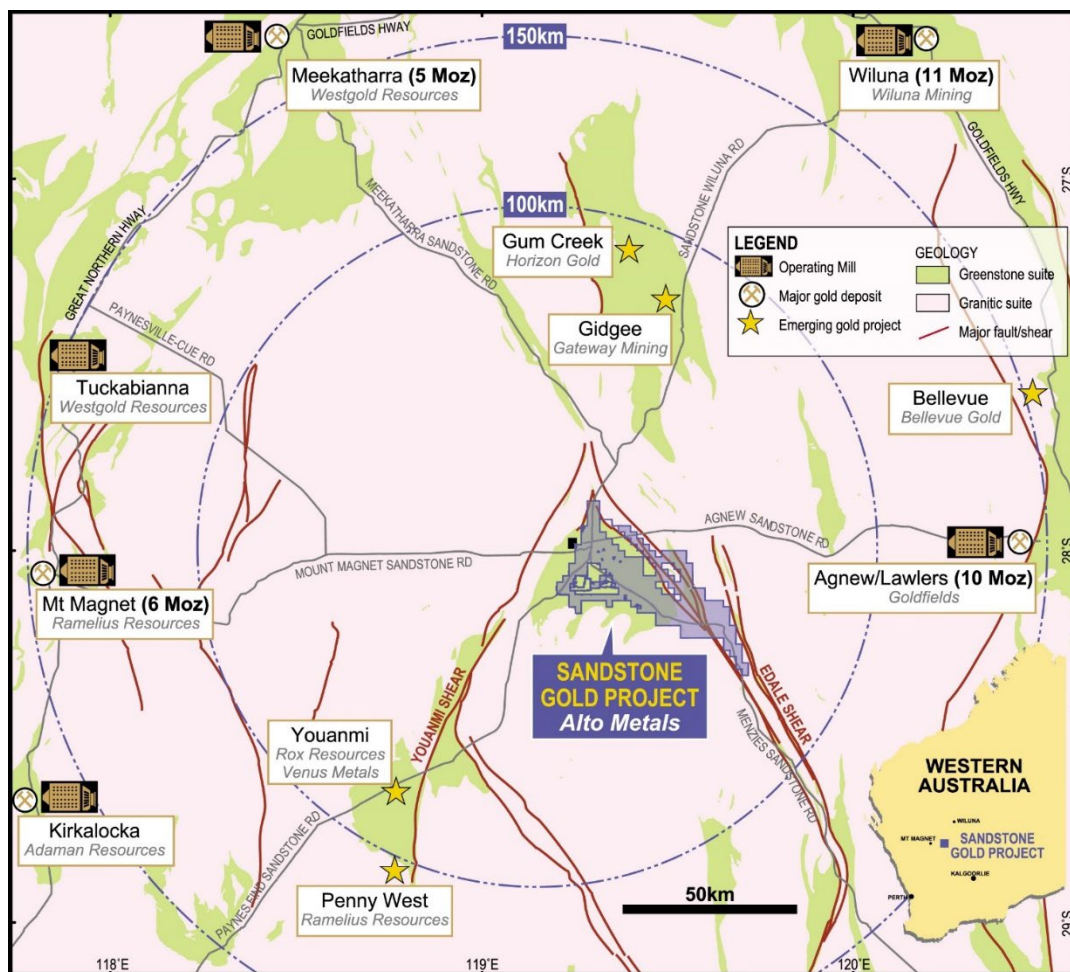 GOLDFIELDS HWY
150km
Meekatharra (5 Moz)
Westgold Resources
Wiluna (11 Moz)
Wiluna Mining
GREAT NORTHERN HWY
MEEKATHARRA SANDSTONE RD
SANDSTONE WILUNA RD
GOLDFIELDS HWY
27°S
100km
Gum Creek
Horizon Gold
Gidgee
Gateway Mining
LEGEND
Operating Mill
Major gold deposit
Emerging gold project
GEOLOGY
Greenstone suite
Granitic suite
Major fault/shear
PAYNESVILLE-CUE RD
Tuckabianna
Westgold Resources
Bellevue
Bellevue Gold
MOUNT MAGNET SANDSTONE RD
AGNEW SANDSTONE RD
28°S
Mt Magnet (6 Moz)
Ramelius Resources
Agnew/Lawlers (10 Moz)
Goldfields
SANDSTONE
GOLD PROJECT
Alto Metals
YOUANMI SHEAR
EDALE SHEAR
MENZIES SANDSTONE RD
Youanmi
Rox Resources
Venus Metals
Kirkalocka
Adaman Resources
PAYNES FIND SANDSTONE RD
Penny West
Ramelius Resources
50km
WESTERN
AUSTRALIA
WILUNA
MT MAGNET
SANDSTONE
GOLD PROJECT
KALGOORLIE
PERTH
29°S
118°E
119°E
120°E